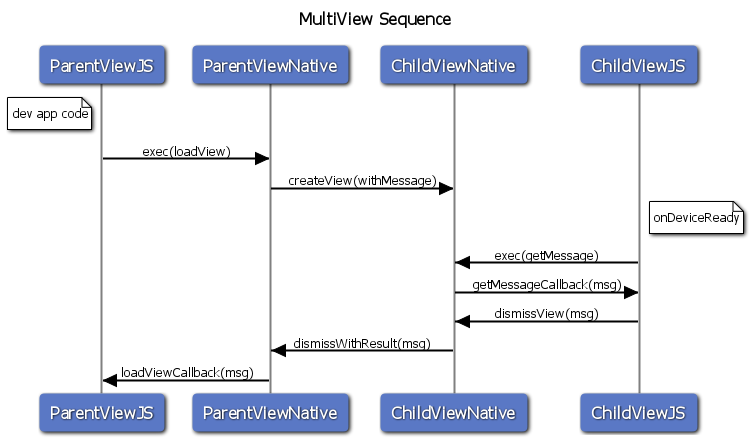 MultiView Sequence
ParentViewJS
ParentViewNative
ChildViewNative
ChildViewJS
dev app code
exec(loadView)
createView(withMessage)
onDeviceReady
exec(getMessage)
getMessageCallback(msg)
dismissView(msg)
dismissWithResult(msg)
loadViewCallback(msg)
ParentViewJS
ParentViewNative
ChildViewNative
ChildViewJS